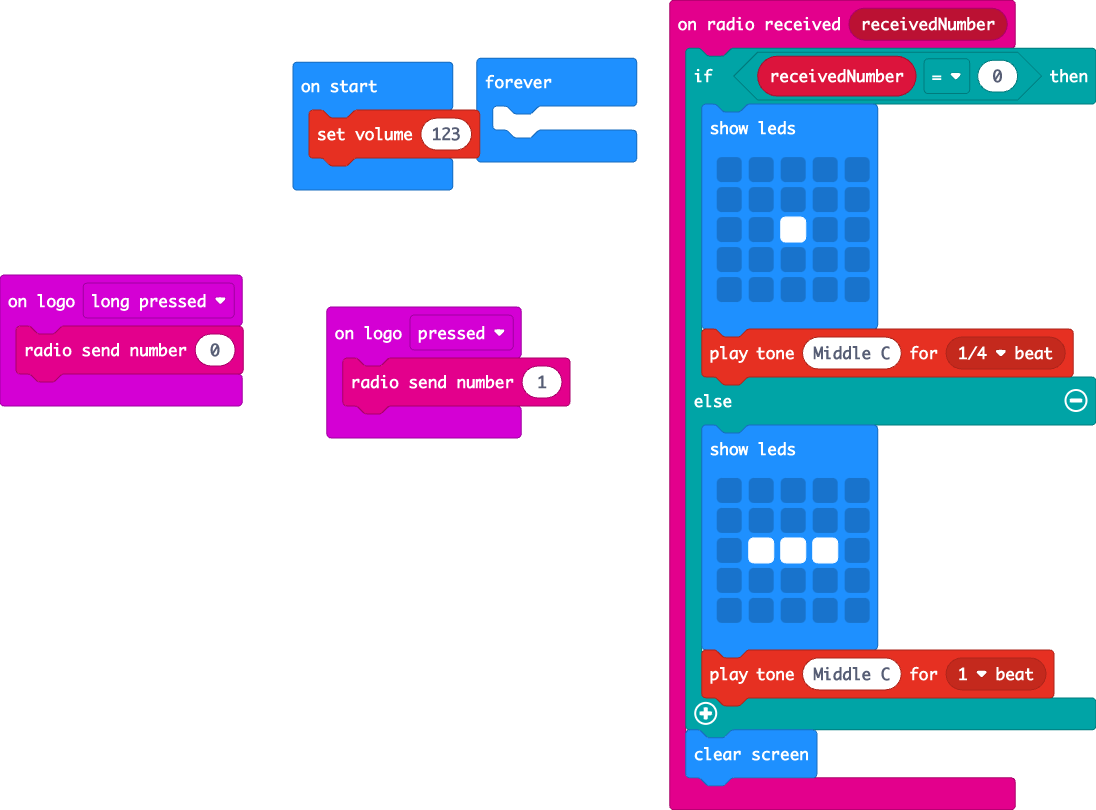 on start
set volume 123
forever
on logo long pressed
radio send number 0
on logo pressed
radio send number 1
on radio received receivedNumber
if receivedNumber = 0 then
show leds
play tone Middle C for 1/4 beat
else
show leds
play tone Middle C for 1 beat
clear screen